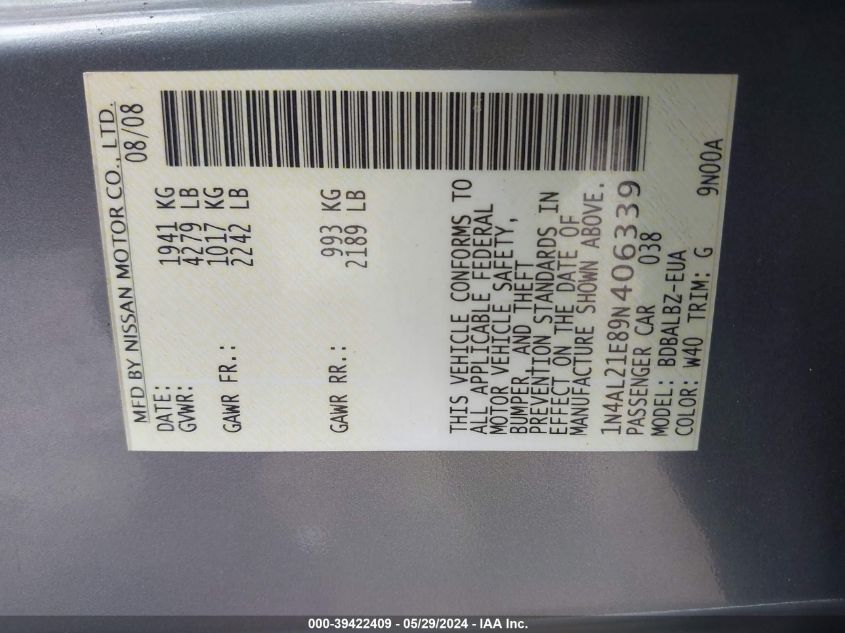 MFD BY NISSAN MOTOR CO., LTD.
DATE: 08/08
GVWR: 1941 KG
4279 LB
GAWR FR.: 1017 KG
2242 LB
GAWR RR.: 993 KG
2189 LB
THIS VEHICLE CONFORMS TO
ALL APPLICABLE FEDERAL
MOTOR VEHICLE SAFETY,
BUMPER, AND THEFT
PREVENTION STANDARDS IN
EFFECT ON THE DATE OF
MANUFACTURE SHOWN ABOVE.
1N4AL21E89N406339
PASSENGER CAR 038
MODEL: BDBALBZ-EUA
COLOR: W40 TRIM: G 9N00A
000-39422409 - 05/29/2024 - IAA Inc.